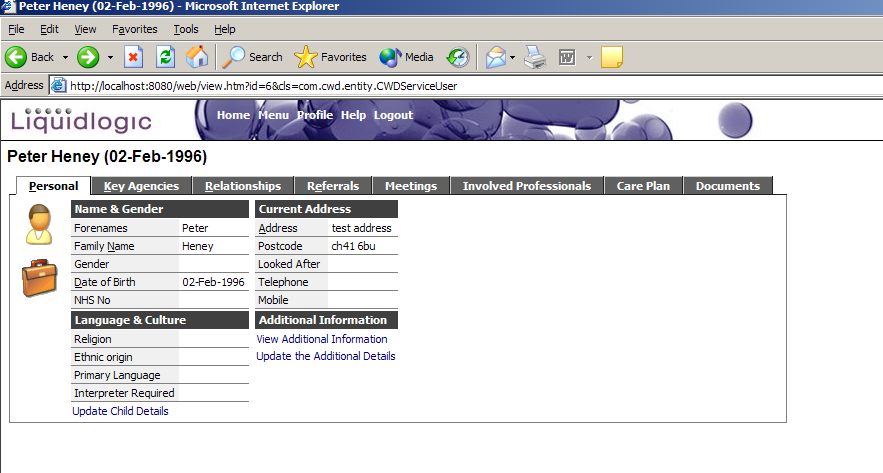 Peter Heney (02-Feb-1996) - Microsoft Internet Explorer
File Edit View Favorites Tools Help
Back Search Favorites Media
Address http://localhost:8080/web/view.htm?id=6&cls=com.cwd.entity.CWDServiceUser
Liquidlogic Home Menu Profile Help Logout
Peter Heney (02-Feb-1996)
Personal Key Agencies Relationships Referrals Meetings Involved Professionals Care Plan Documents
Name & Gender
Forenames Peter
Family Name Heney
Gender
Date of Birth 02-Feb-1996
NHS No
Language & Culture
Religion
Ethnic origin
Primary Language
Interpreter Required
Update Child Details
Current Address
Address test address
Postcode ch41 6bu
Looked After
Telephone
Mobile
Additional Information
View Additional Information
Update the Additional Details